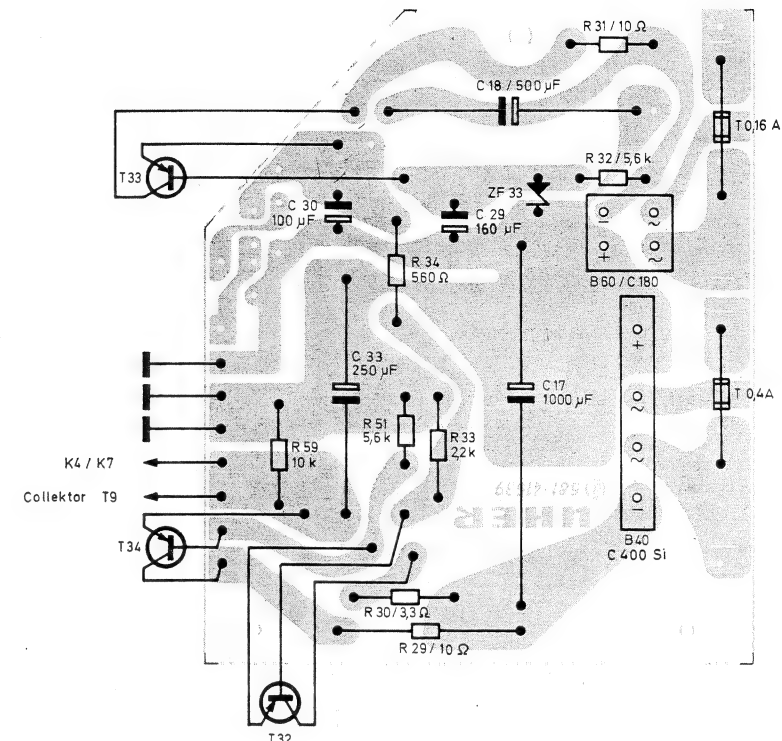 R 31/10 Ω
C 18/500 µF
T 0,16 A
T33
R 32/5,6 k
ZF 33
C 30
100 µF
C 29
160 µF
B60/C180
R 34
560 Ω
C 33
250 µF
C 17
1000 µF
T 0,4A
R 51
5,6 k
R 33
2,2 k
R 59
10 k
K4 / K7
Collektor T9
UHER
T34
B40
C 400 Si
R 30/3,3 Ω
R 29/10 Ω
T32